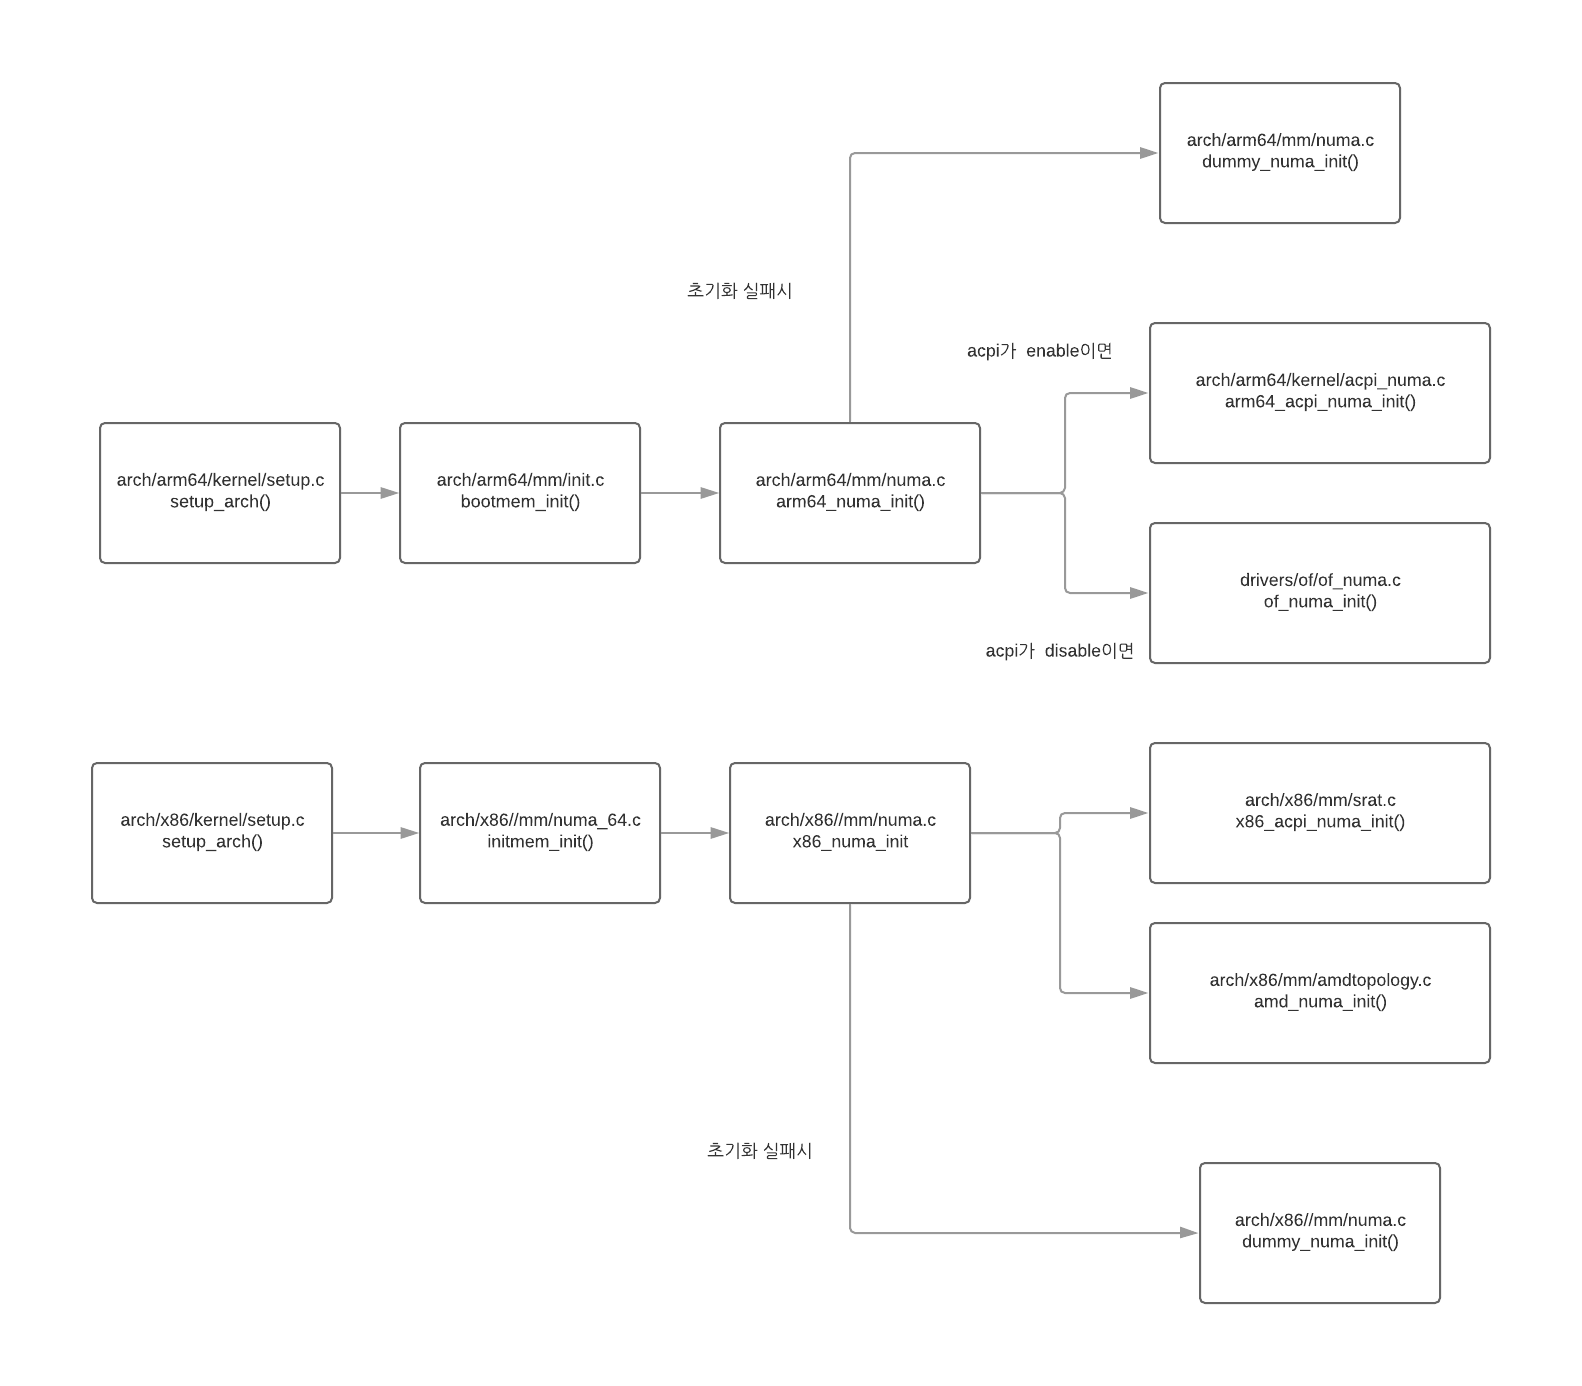 arch/arm64/mm/numa.c
dummy_numa_init()
초기화 실패시
acpi가 enable이면
arch/arm64/kernel/acpi_numa.c
arm64_acpi_numa_init()
arch/arm64/kernel/setup.c
setup_arch()
arch/arm64/mm/init.c
bootmem_init()
arch/arm64/mm/numa.c
arm64_numa_init()
drivers/of/of_numa.c
of_numa_init()
acpi가 disable이면
arch/x86/kernel/setup.c
setup_arch()
arch/x86//mm/numa_64.c
initmem_init()
arch/x86//mm/numa.c
x86_numa_init
arch/x86/mm/srat.c
x86_acpi_numa_init()
arch/x86/mm/amdtopology.c
amd_numa_init()
초기화 실패시
arch/x86//mm/numa.c
dummy_numa_init()